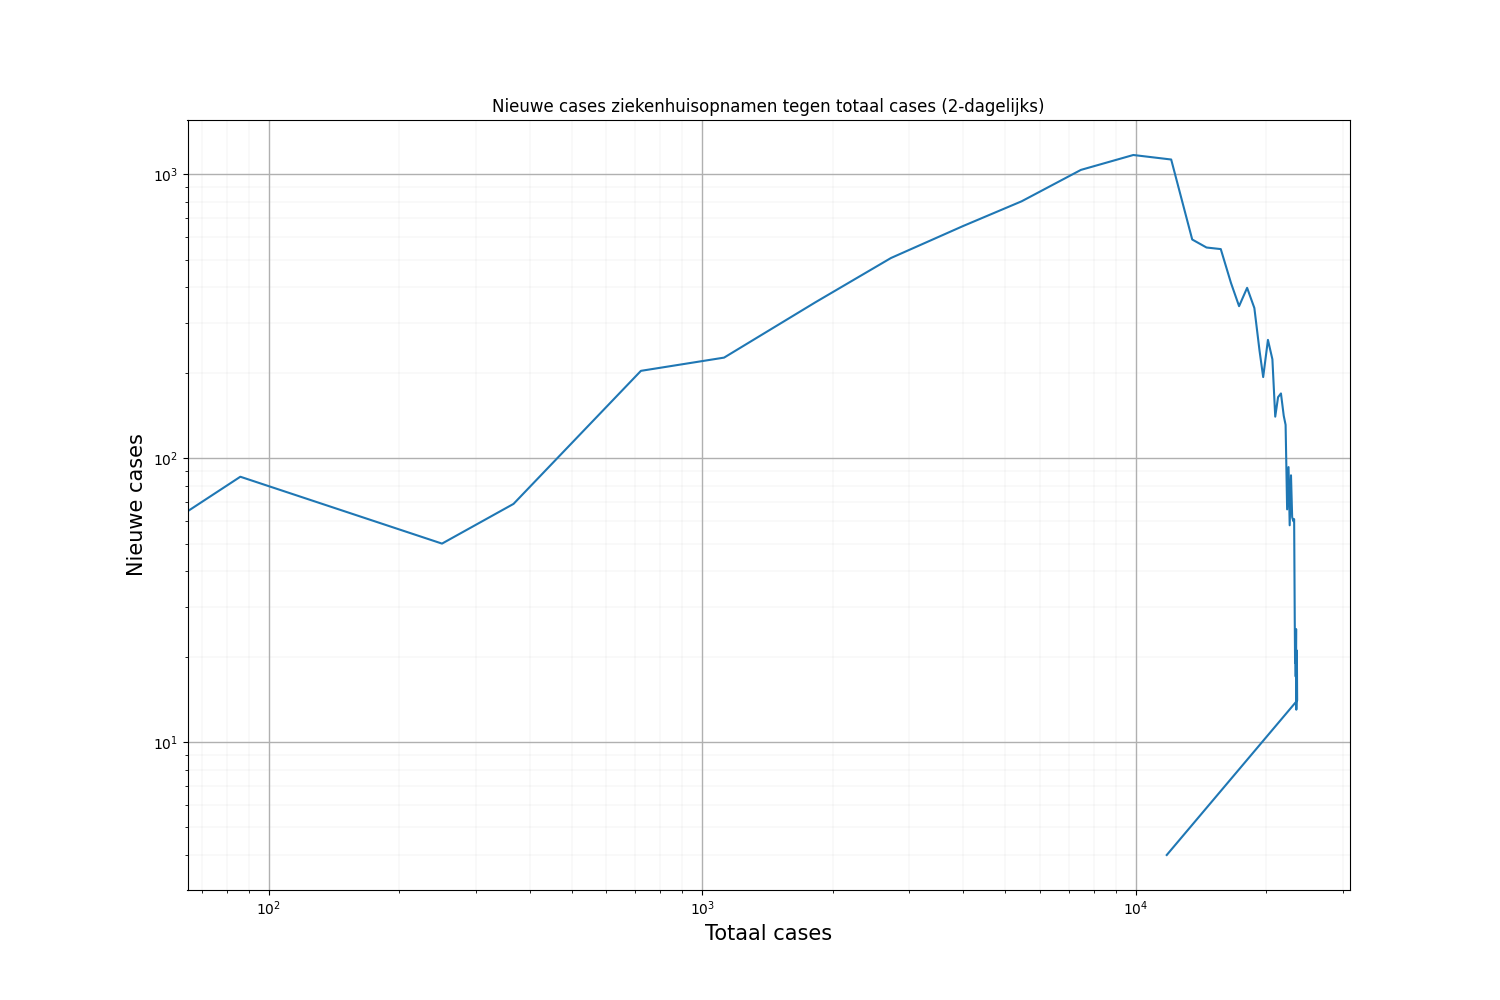 Nieuwe cases ziekenhuisopnamen tegen totaal cases (2-dagelijks)
10³
10²
10¹
Nieuwe cases
10² 10³ 10⁴
Totaal cases